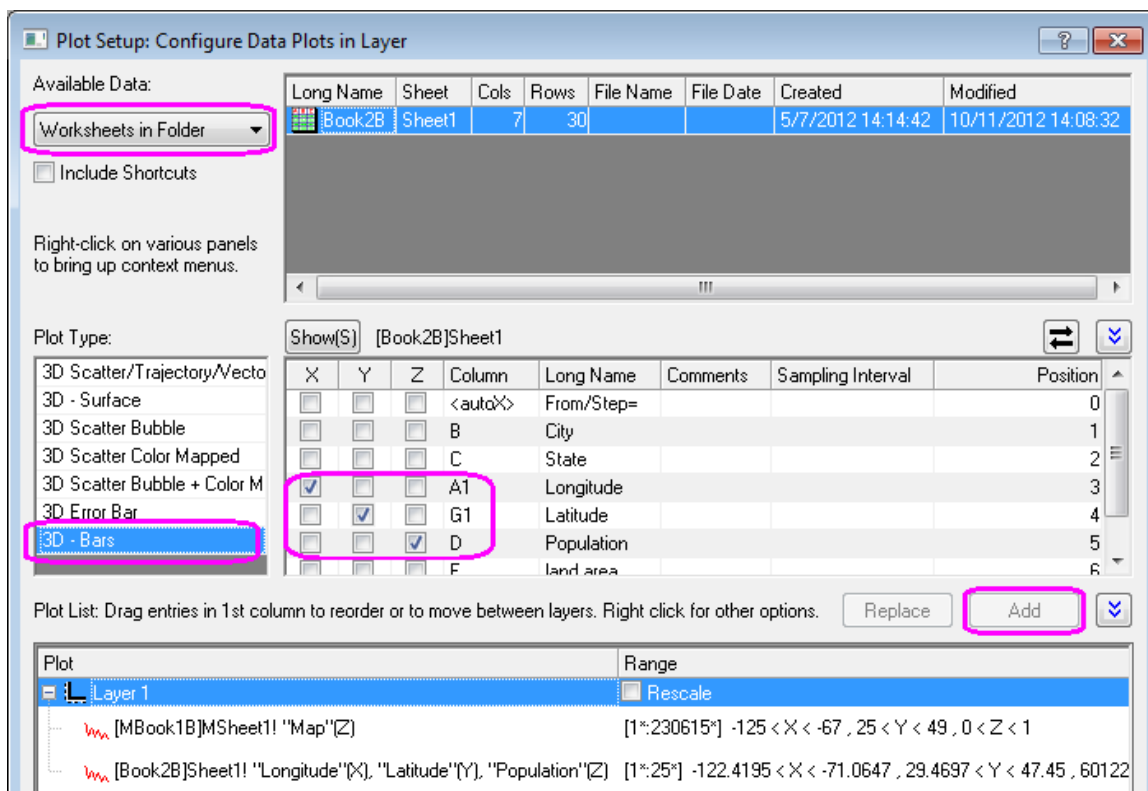 Plot Setup: Configure Data Plots in Layer
Available Data:
Worksheets in Folder
Include Shortcuts
Right-click on various panels
to bring up context menus.
Long Name Sheet Cols Rows File Name File Date Created Modified
Book2B Sheet1 7 30 5/7/2012 14:14:42 10/11/2012 14:08:32
Plot Type:
3D Scatter/Trajectory/Vecto
3D - Surface
3D Scatter Bubble
3D Scatter Color Mapped
3D Scatter Bubble + Color M
3D Error Bar
3D - Bars
Show(S) [Book2B]Sheet1
X Y Z Column Long Name Comments Sampling Interval Position
<autoX> From/Step= 0
B City 1
C State 2
A1 Longitude 3
G1 Latitude 4
D Population 5
land area 6
Plot List: Drag entries in 1st column to reorder or to move between layers. Right click for other options. Replace Add
Plot Range
Layer 1 Rescale
[MBook1B]MSheet1! "Map"(Z) [1*:230615*] -125 < X < -67 , 25 < Y < 49 , 0 < Z < 1
[Book2B]Sheet1! "Longitude"(X), "Latitude"(Y), "Population"(Z) [1*:25*] -122.4195 < X < -71.0647 , 29.4697 < Y < 47.45 , 60122